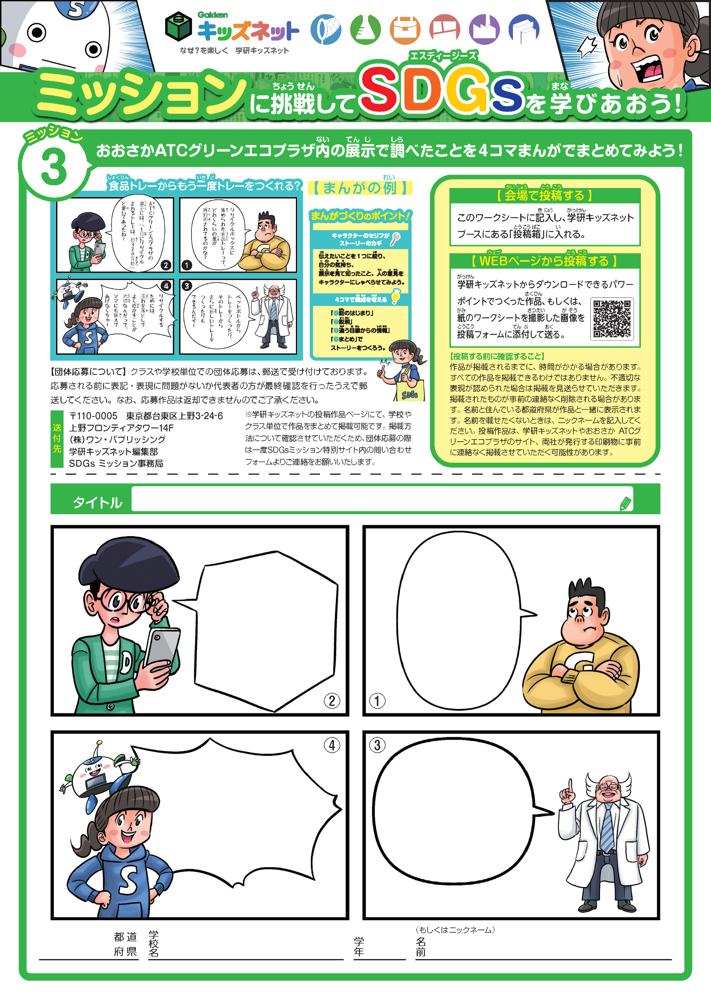 Gakken
キッズネット
なぜ?を楽しく 学研キッズネット
エスディージーズ
ミッションに挑戦してSDGsを学びあおう!
ミッション
3
おおさかATCグリーンエコプラザ内の展示で調べたことを4コマまんがでまとめてみよう!
食品トレーからもう一度トレーをつくれる?
【まんがの例】
リサイクルボックスに
集められた食品トレーって、
どれくらいの量が
再利用されてるのかな?
1
ATCグリーンエコプラザの
展示には、「1日にリサイクル
されるトレーは、約320万枚」
と書いてあったね!
2
ペットボトルから
トレーをつくったり、
そのトレーから
さらに新しいトレーを
つくったりも
できるんだぞ!
3
リサイクルする
ためには、
汚れを落として
よく乾かすことが
大切なんだって。
ママにも教えて
あげなくちゃ!
4
まんがづくりのポイント!
キャラクターのセリフが
ストーリーのカギ
伝えたいことを1つに絞り、
自分の気持ち、
展示を見て知ったこと、人の意見を
キャラクターにしゃべらせてみよう。
4コマで構成を考える
「①話のはじまり」
「②説明」
「③違う目線からの情報」
「④まとめ」で
ストーリーをつくろう。
SDGs
【会場で投稿する】
このワークシートに記入し、学研キッズネット
ブースにある「投稿箱」に入れる。
【WEBページから投稿する】
学研キッズネットからダウンロードできるパワー
ポイントでつくった作品、もしくは、
紙のワークシートを撮影した画像を
投稿フォームに添付して送る。
【投稿する前に確認すること】
作品が掲載されるまでに、時間がかかる場合があります。
すべての作品を掲載できるわけではありません。不適切な
表現が認められた場合は掲載を見送らせていただきます。
掲載されたものが事前の連絡なく削除される場合がありま
す。名前と住んでいる都道府県が作品と一緒に表示されま
す。名前を載せたくないときは、ニックネームを記入してく
ださい。投稿作品は、学研キッズネットやおおさか ATCグ
リーンエコプラザのサイト、両社が発行する印刷物に事前
に連絡なく掲載させていただく可能性があります。
【団体応募について】クラスや学校単位での団体応募は、郵送で受け付けております。
応募される前に表記・表現に問題がないか代表者の方が最終確認を行ったうえで郵
送してください。なお、応募作品は返却できませんのでご了承ください。
送付先
〒110-0005 東京都台東区上野3-24-6
上野フロンティアタワー14F
(株)ワン・パブリッシング
学研キッズネット編集部
SDGs ミッション事務局
※学研キッズネットの投稿作品ページにて、学校や
クラス単位で作品をまとめて掲載可能です。掲載方
法について確認させていただくため、団体応募の際
は一度SDGsミッション特別サイト内の問い合わせ
フォームよりご連絡をお願いいたします。
タイトル
①
②
③
④
都道
府県
学校名
学年
(もしくはニックネーム)
名前